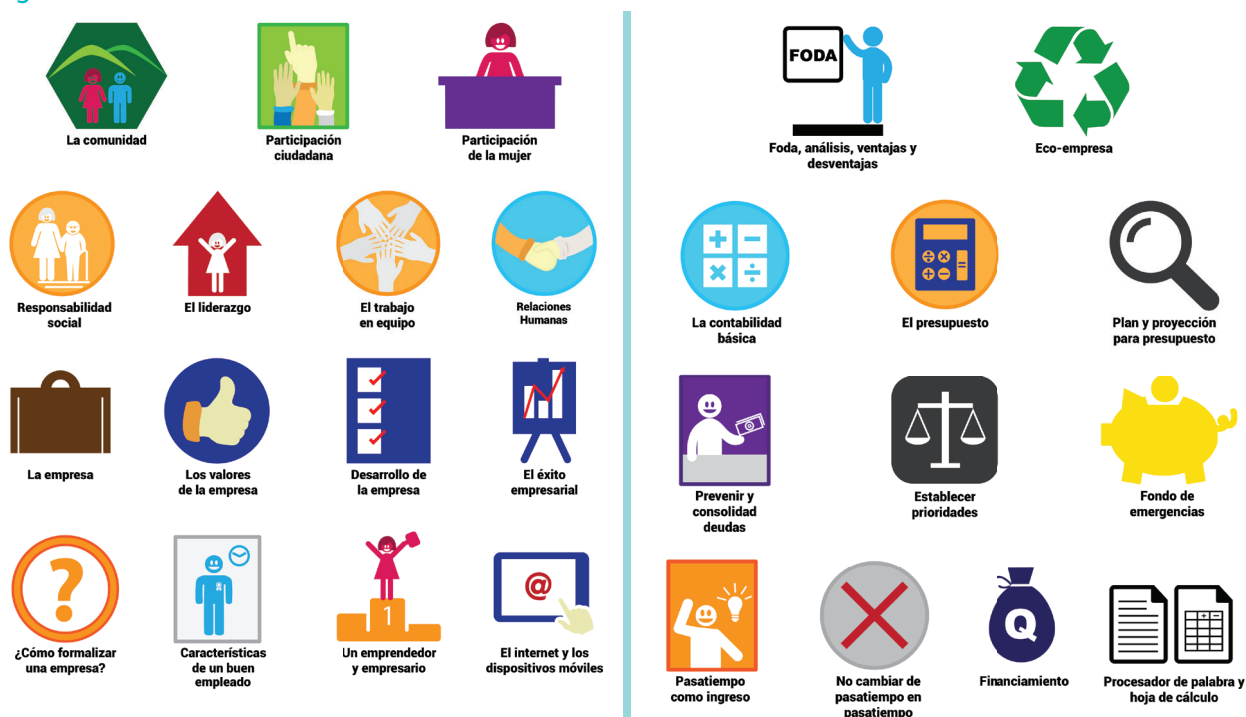 La comunidad
Participación
ciudadana
Participación
de la mujer
Responsabilidad
social
El liderazgo
El trabajo
en equipo
Relaciones
Humanas
La empresa
Los valores
de la empresa
Desarrollo de
la empresa
El éxito
empresarial
?
¿Cómo formalizar
una empresa?
Características
de un buen
empleado
1
Un emprendedor
y empresario
@
El internet y los
dispositivos móviles
FODA
Foda, análisis, ventajas y
desventajas
Eco-empresa
+ −
× ÷
La contabilidad
básica
El presupuesto
Plan y proyección
para presupuesto
Prevenir y
consolidad
deudas
Establecer
prioridades
Fondo de
emergencias
Pasatiempo
como ingreso
No cambiar de
pasatiempo en
pasatiempo
Q
Financiamiento
Procesador de palabra y
hoja de cálculo